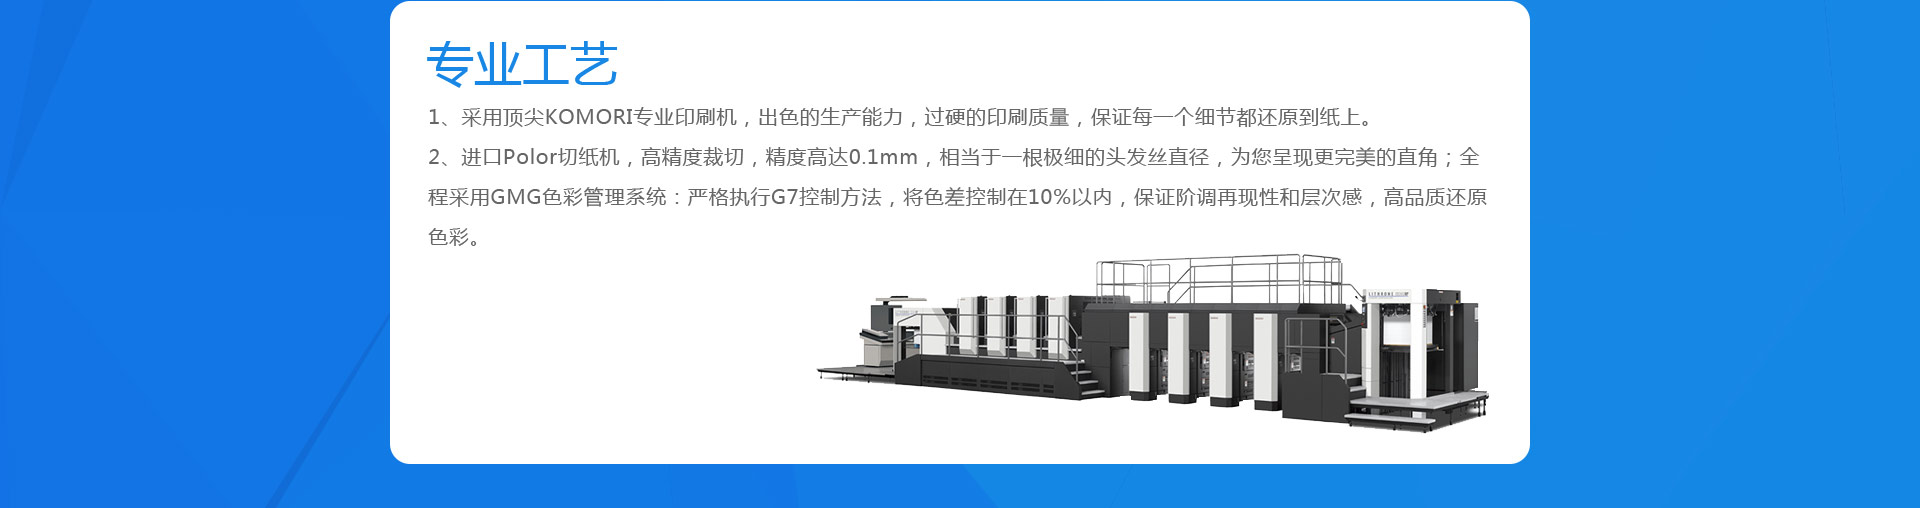 专业工艺
1、采用顶尖KOMORI专业印刷机，出色的生产能力，过硬的印刷质量，保证每一个细节都还原到纸上。
2、进口Polor切纸机，高精度裁切，精度高达0.1mm，相当于一根极细的头发丝直径，为您呈现更完美的直角；全
程采用GMG色彩管理系统：严格执行G7控制方法，将色差控制在10%以内，保证阶调再现性和层次感，高品质还原
色彩。